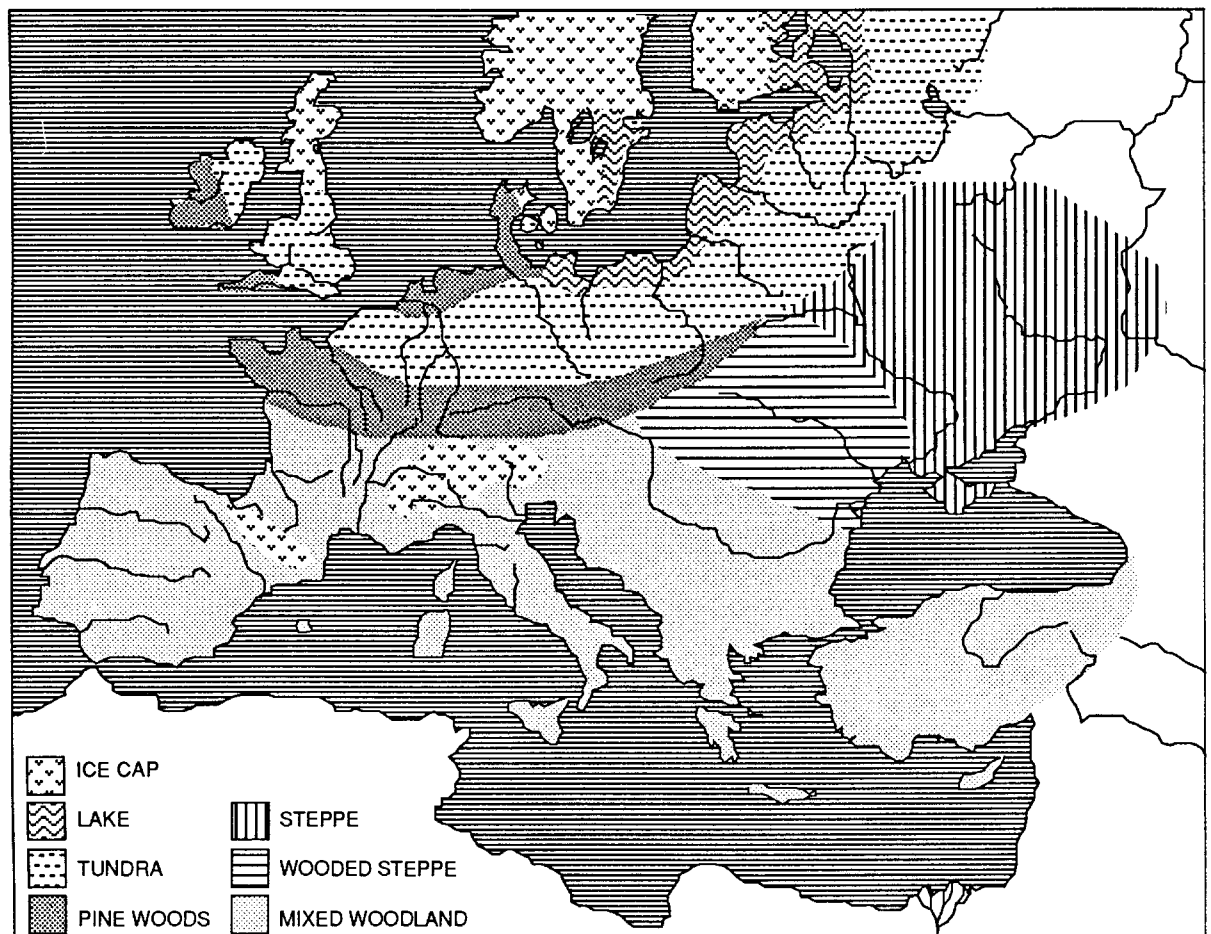 ICE CAP
LAKE
TUNDRA
PINE WOODS
STEPPE
WOODED STEPPE
MIXED WOODLAND